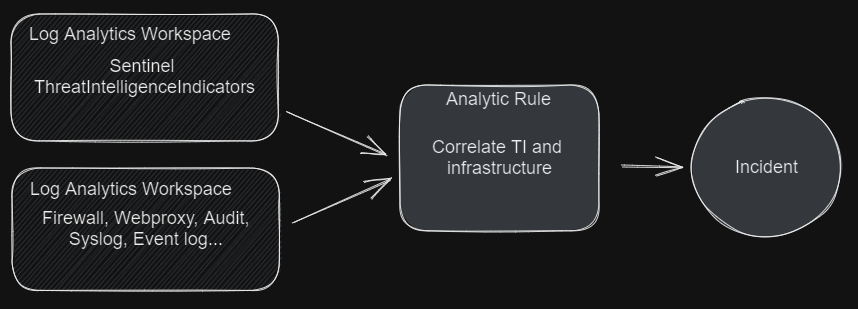 Log Analytics Workspace
Sentinel
ThreatIntelligenceIndicators
Log Analytics Workspace
Firewall, Webproxy, Audit,
Syslog, Event log...
Analytic Rule
Correlate TI and
infrastructure
Incident